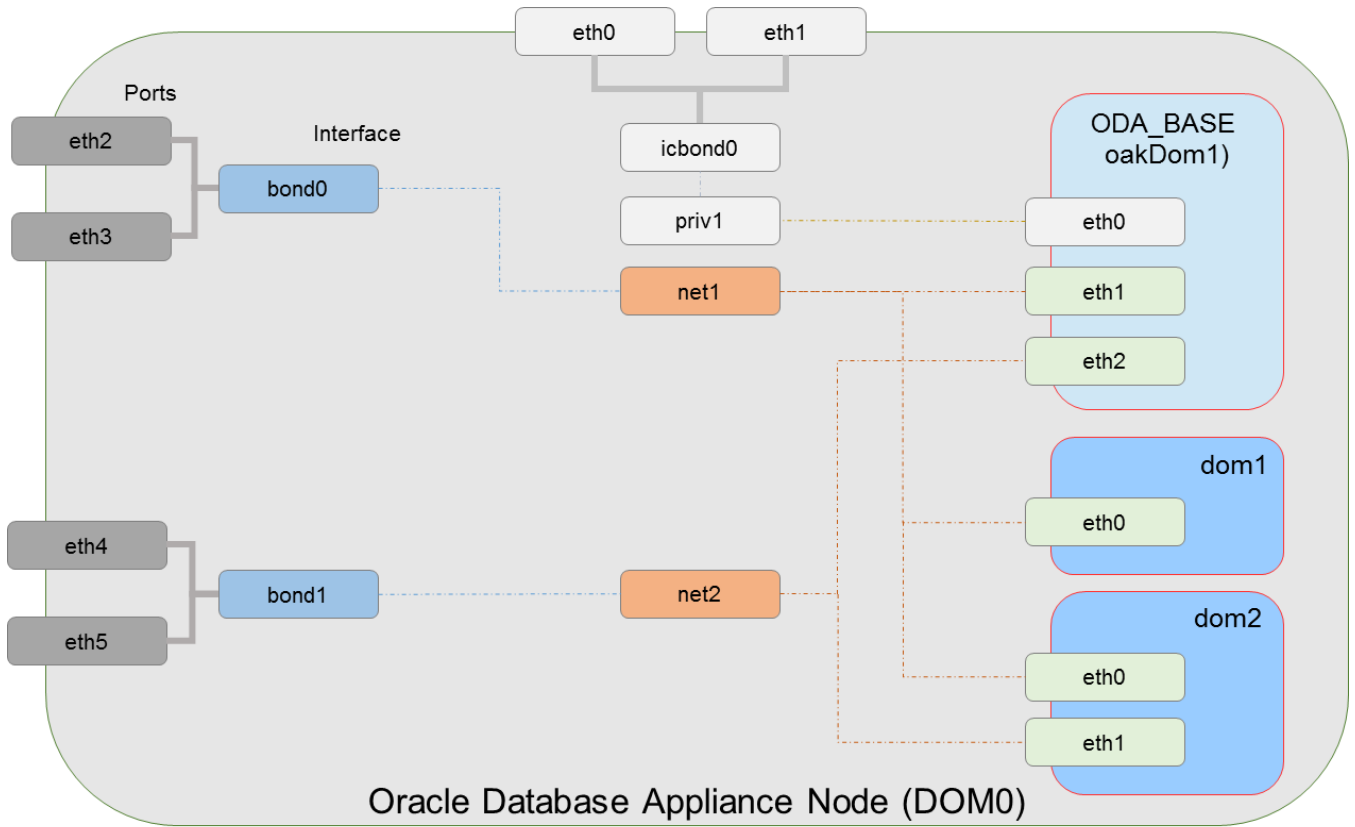 eth0
eth1
Ports
eth2
Interface
icbond0
ODA_BASE
oakDom1)
bond0
eth3
priv1
eth0
net1
eth1
eth2
dom1
eth0
eth4
bond1
net2
dom2
eth5
eth0
eth1
Oracle Database Appliance Node (DOM0)